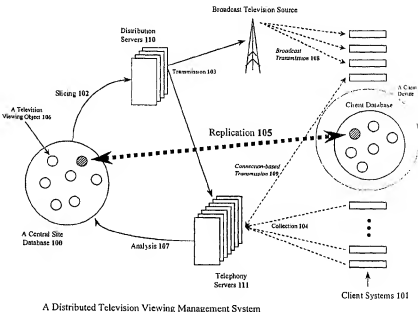 Broadcast Television Source
Distribution
Servers 110
Broadcast
Transmission 108
Transmission 103
Slicing 102
A Client
Device
A Television
Viewing Object 106
Client Database
Replication 105
Connection-based
Transmission 109
Collection 104
A Central Site
Database 100
Analysis 107
Telephony
Servers 111
Client Systems 101
A Distributed Television Viewing Management System